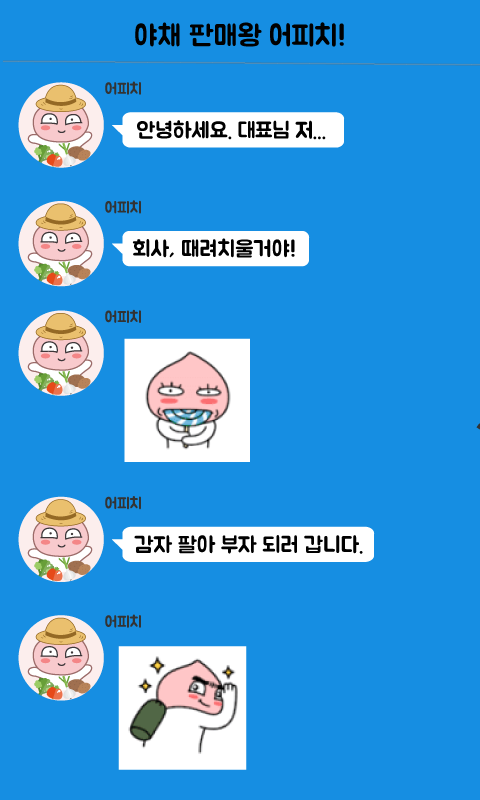 야채 판매왕 어피치!
어피치
안녕하세요. 대표님 저...
어피치
회사, 때려치울거야!
어피치
어피치
감자 팔아 부자 되러 갑니다.
어피치